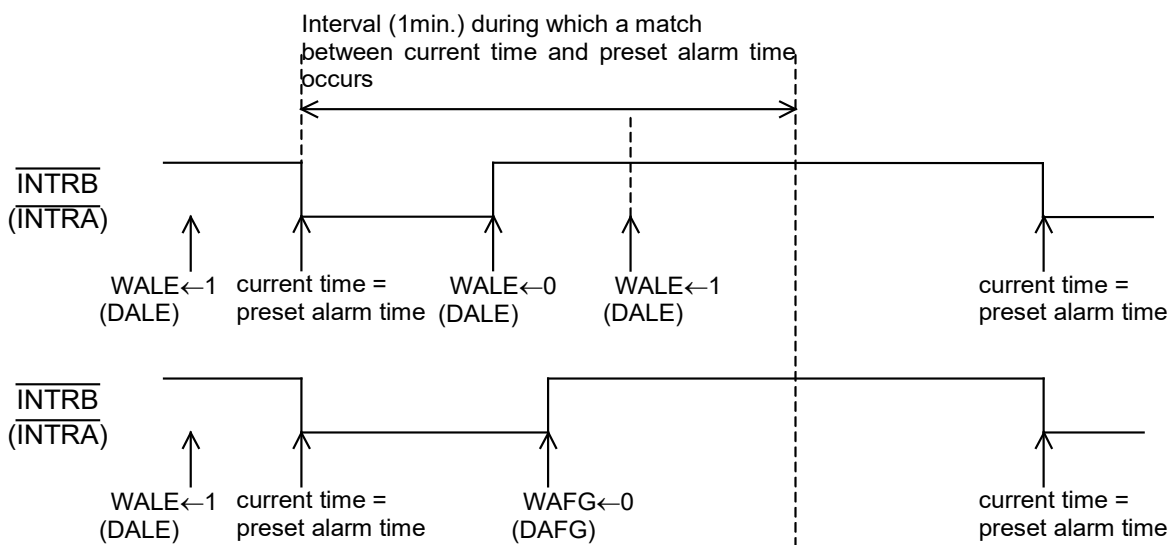 Interval (1min.) during which a match
between current time and preset alarm time
occurs
INTRB
(INTRA)
WALE←1
(DALE)
current time =
preset alarm time
WALE←0
(DALE)
WALE←1
(DALE)
current time =
preset alarm time
INTRB
(INTRA)
WALE←1
(DALE)
current time =
preset alarm time
WAFG←0
(DAFG)
current time =
preset alarm time